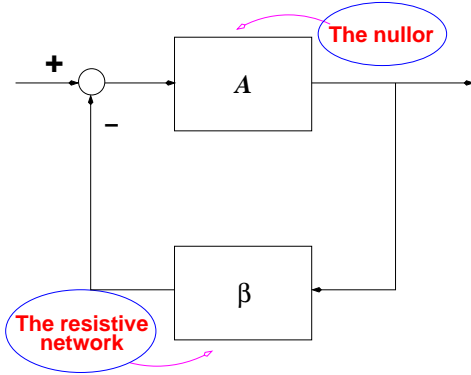 The nullor
+
A
−
β
The resistive
network